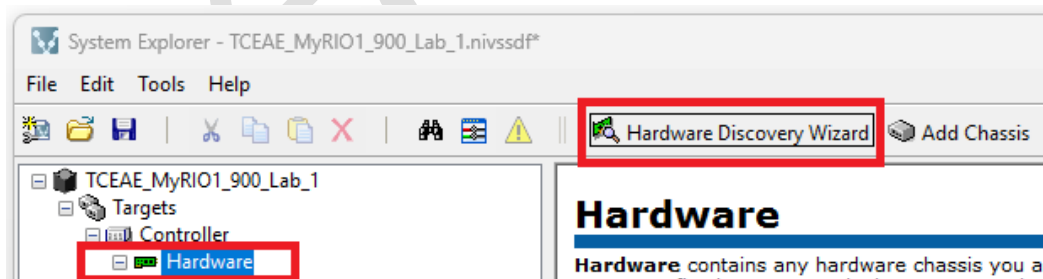 System Explorer - TCEAE_MyRIO1_900_Lab_1.nivssdf*
File Edit Tools Help
Hardware Discovery Wizard Add Chassis
TCEAE_MyRIO1_900_Lab_1
Targets
Controller
Hardware
Hardware
Hardware contains any hardware chassis you a